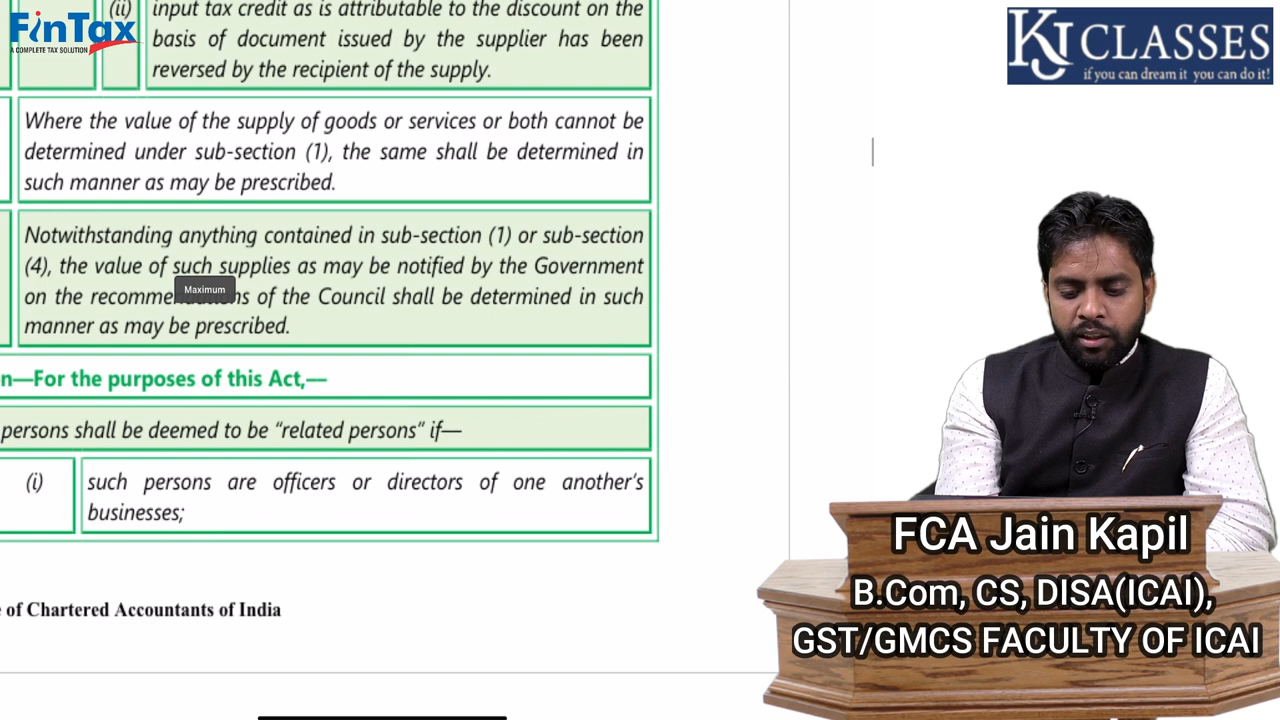 FinTax
A COMPLETE TAX SOLUTION
(ii)
input tax credit as is attributable to the discount on the
basis of document issued by the supplier has been
reversed by the recipient of the supply.
Where the value of the supply of goods or services or both cannot be
determined under sub-section (1), the same shall be determined in
such manner as may be prescribed.
Notwithstanding anything contained in sub-section (1) or sub-section
(4), the value of such supplies as may be notified by the Government
on the recomme ns of the Council shall be determined in such
manner as may be prescribed.
Maximum
n—For the purposes of this Act,—
persons shall be deemed to be “related persons” if—
(i)
such persons are officers or directors of one another's
businesses;
of Chartered Accountants of India
KJ CLASSES
if you can dream it you can do it!
FCA Jain Kapil
B.Com, CS, DISA(ICAI),
GST/GMCS FACULTY OF ICAI